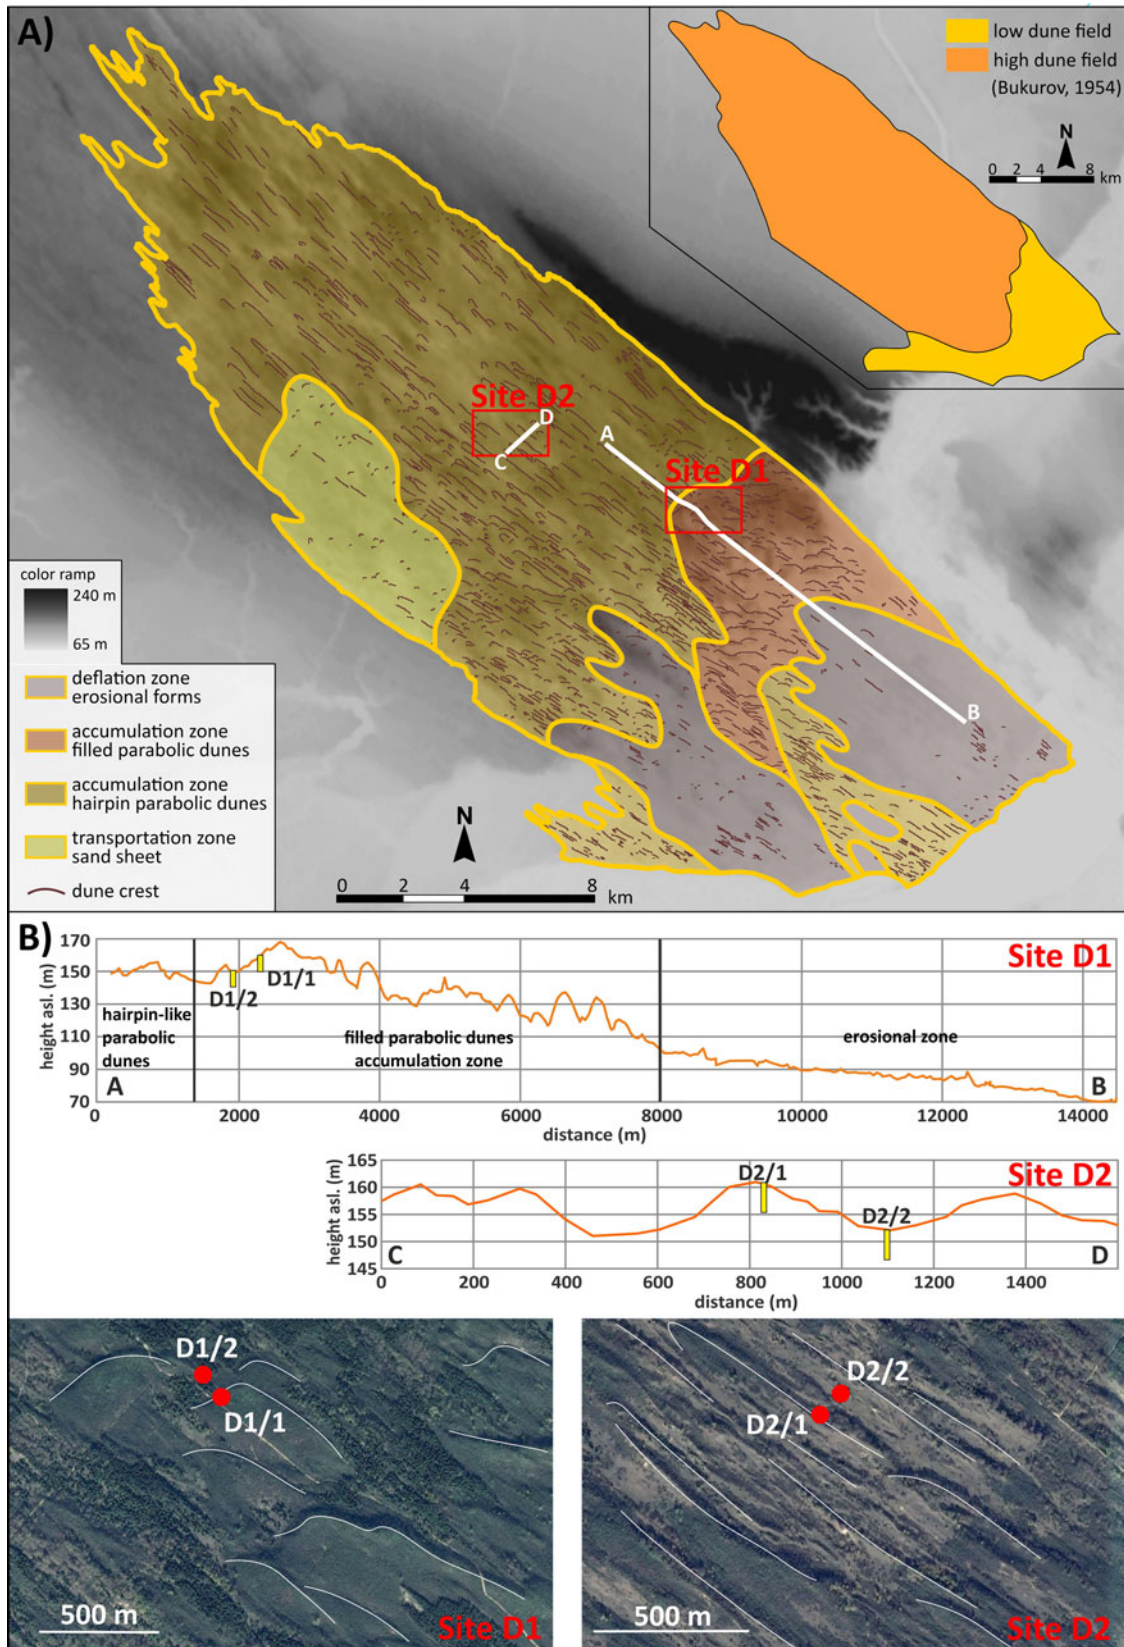 A)
low dune field
high dune field
(Bukurov, 1954)
N
0 2 4 8
km
Site D2
D
C
A
Site D1
B
color ramp
240 m
65 m
deflation zone
erosional forms
accumulation zone
filled parabolic dunes
accumulation zone
hairpin parabolic dunes
transportation zone
sand sheet
dune crest
N
0 2 4 8
km
B)
Site D1
height asl. (m)
170
150
130
110
90
70
D1/2
D1/1
hairpin-like
parabolic
dunes
filled parabolic dunes
accumulation zone
erosional zone
A
B
0 2000 4000 6000 8000 10000 12000 14000
distance (m)
Site D2
height asl. (m)
165
160
155
150
145
D2/1
D2/2
C
D
0 200 400 600 800 1000 1200 1400
distance (m)
D1/2
D1/1
500 m
Site D1
D2/2
D2/1
500 m
Site D2